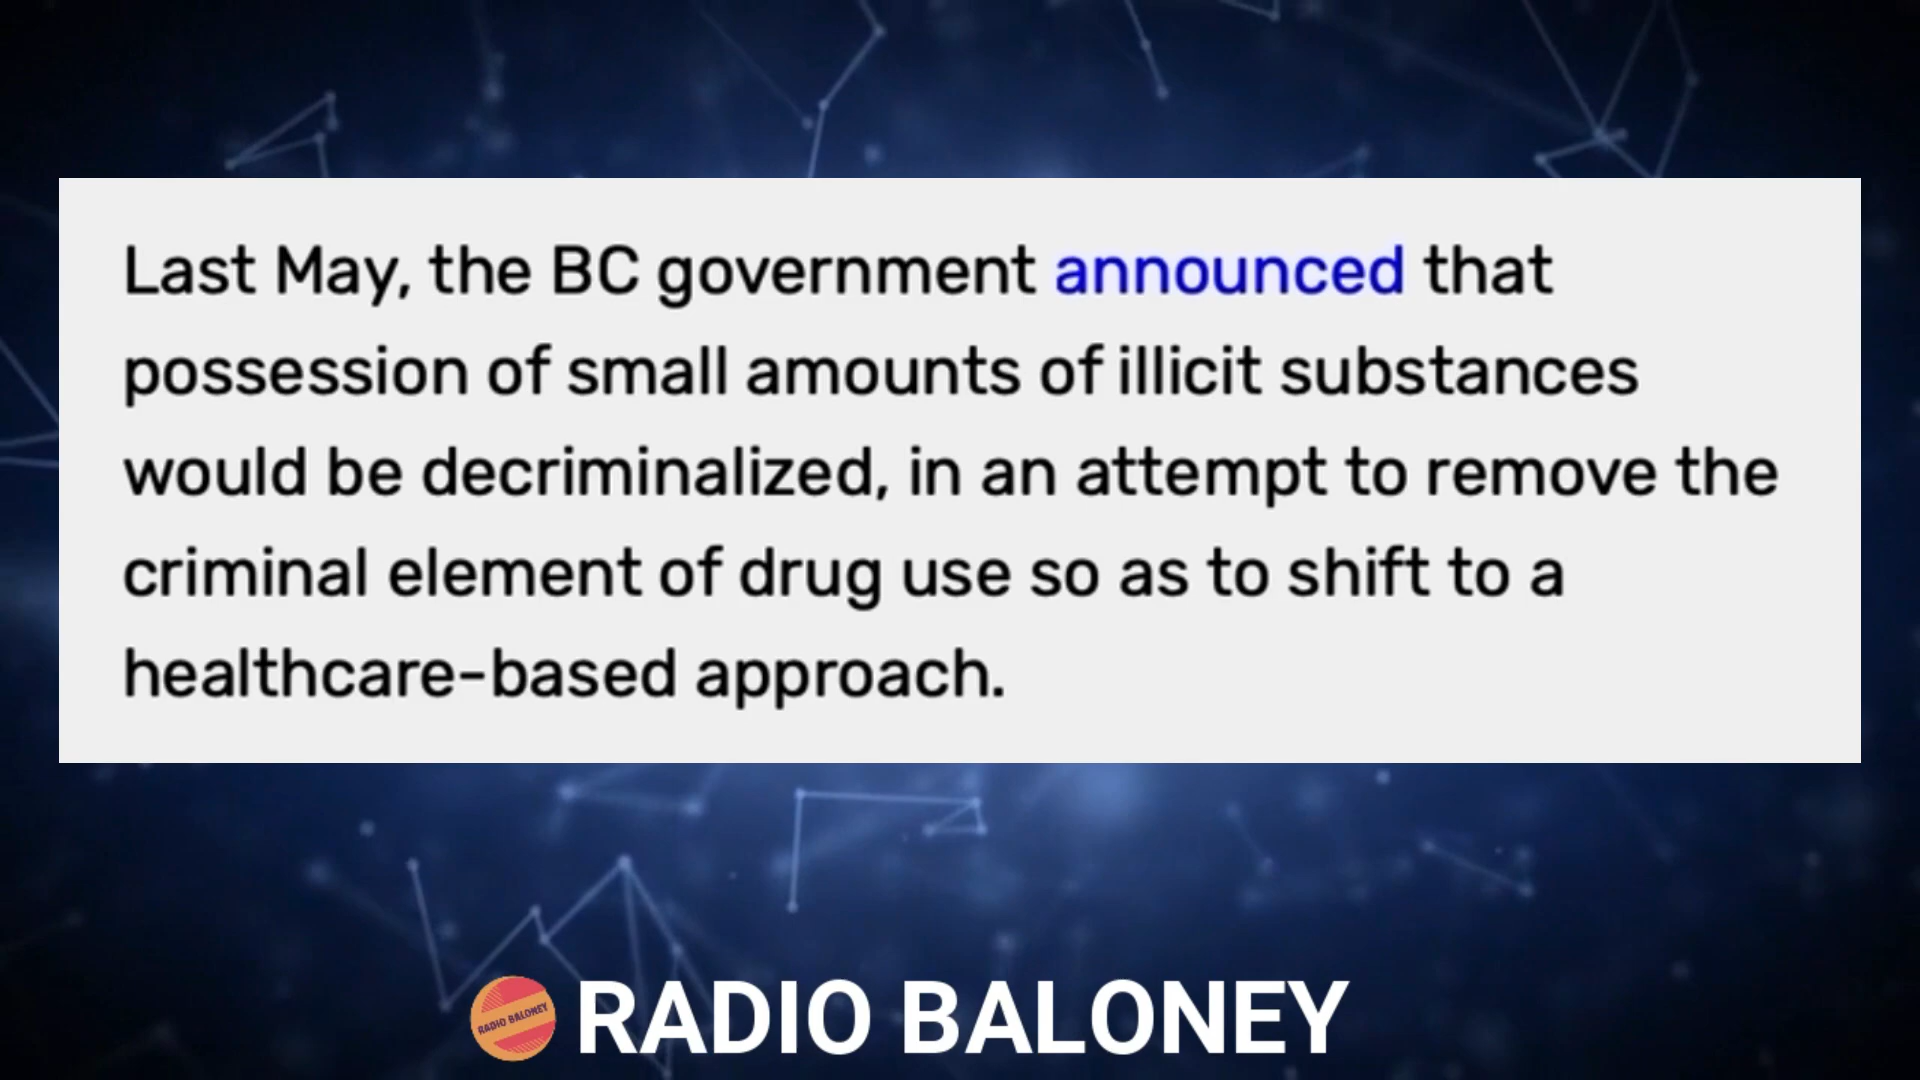 Last May, the BC government announced that
possession of small amounts of illicit substances
would be decriminalized, in an attempt to remove the
criminal element of drug use so as to shift to a
healthcare-based approach.
RADIO BALONEY
RADIO BALONEY